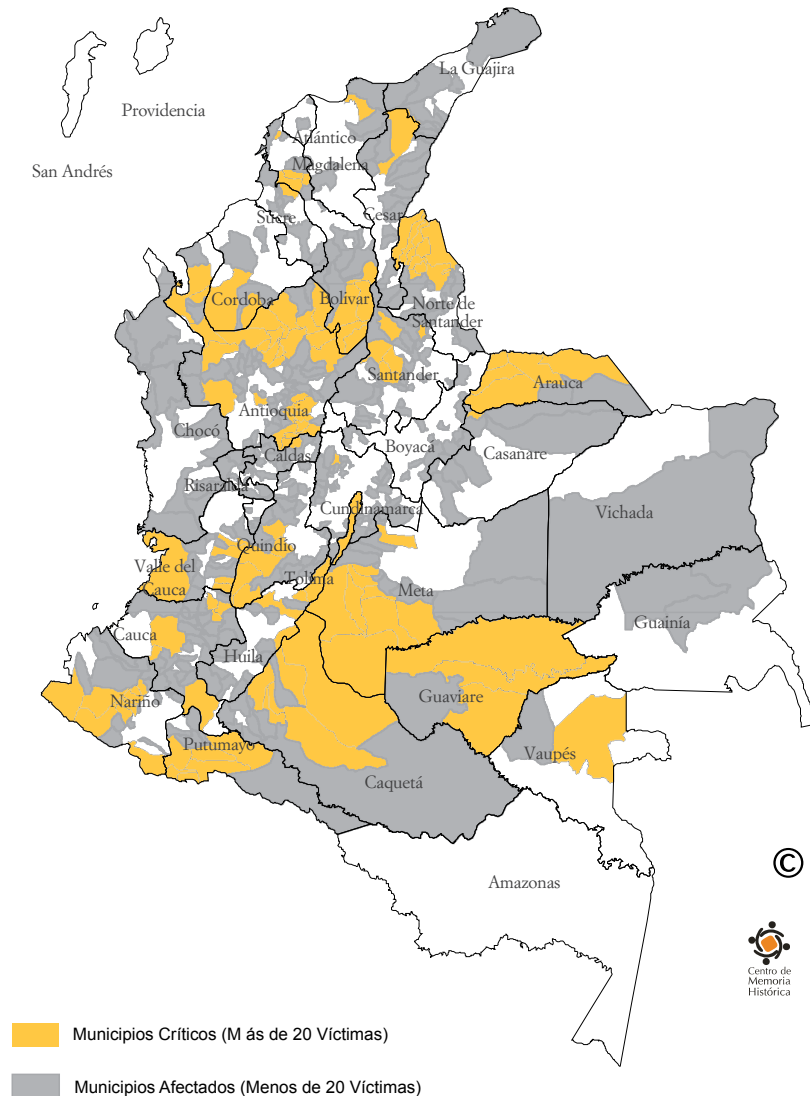 La Guajira
Providencia
Atlántico
Magdalena
San Andrés
Cesar
Sucre
Cordoba
Bolivar
Norte de
Santander
Santander
Arauca
Antioquia
Chocó
Boyacá
Caldas
Casanare
Risaralda
Cundinamarca
Vichada
Quindío
Valle del
Cauca
Tolima
Meta
Guainía
Cauca
Huila
Guaviare
Nariño
Putumayo
Vaupés
Caquetá
©
Amazonas
Centro de
Memoria
Histórica
Municipios Críticos (M ás de 20 Víctimas)
Municipios Afectados (Menos de 20 Víctimas)